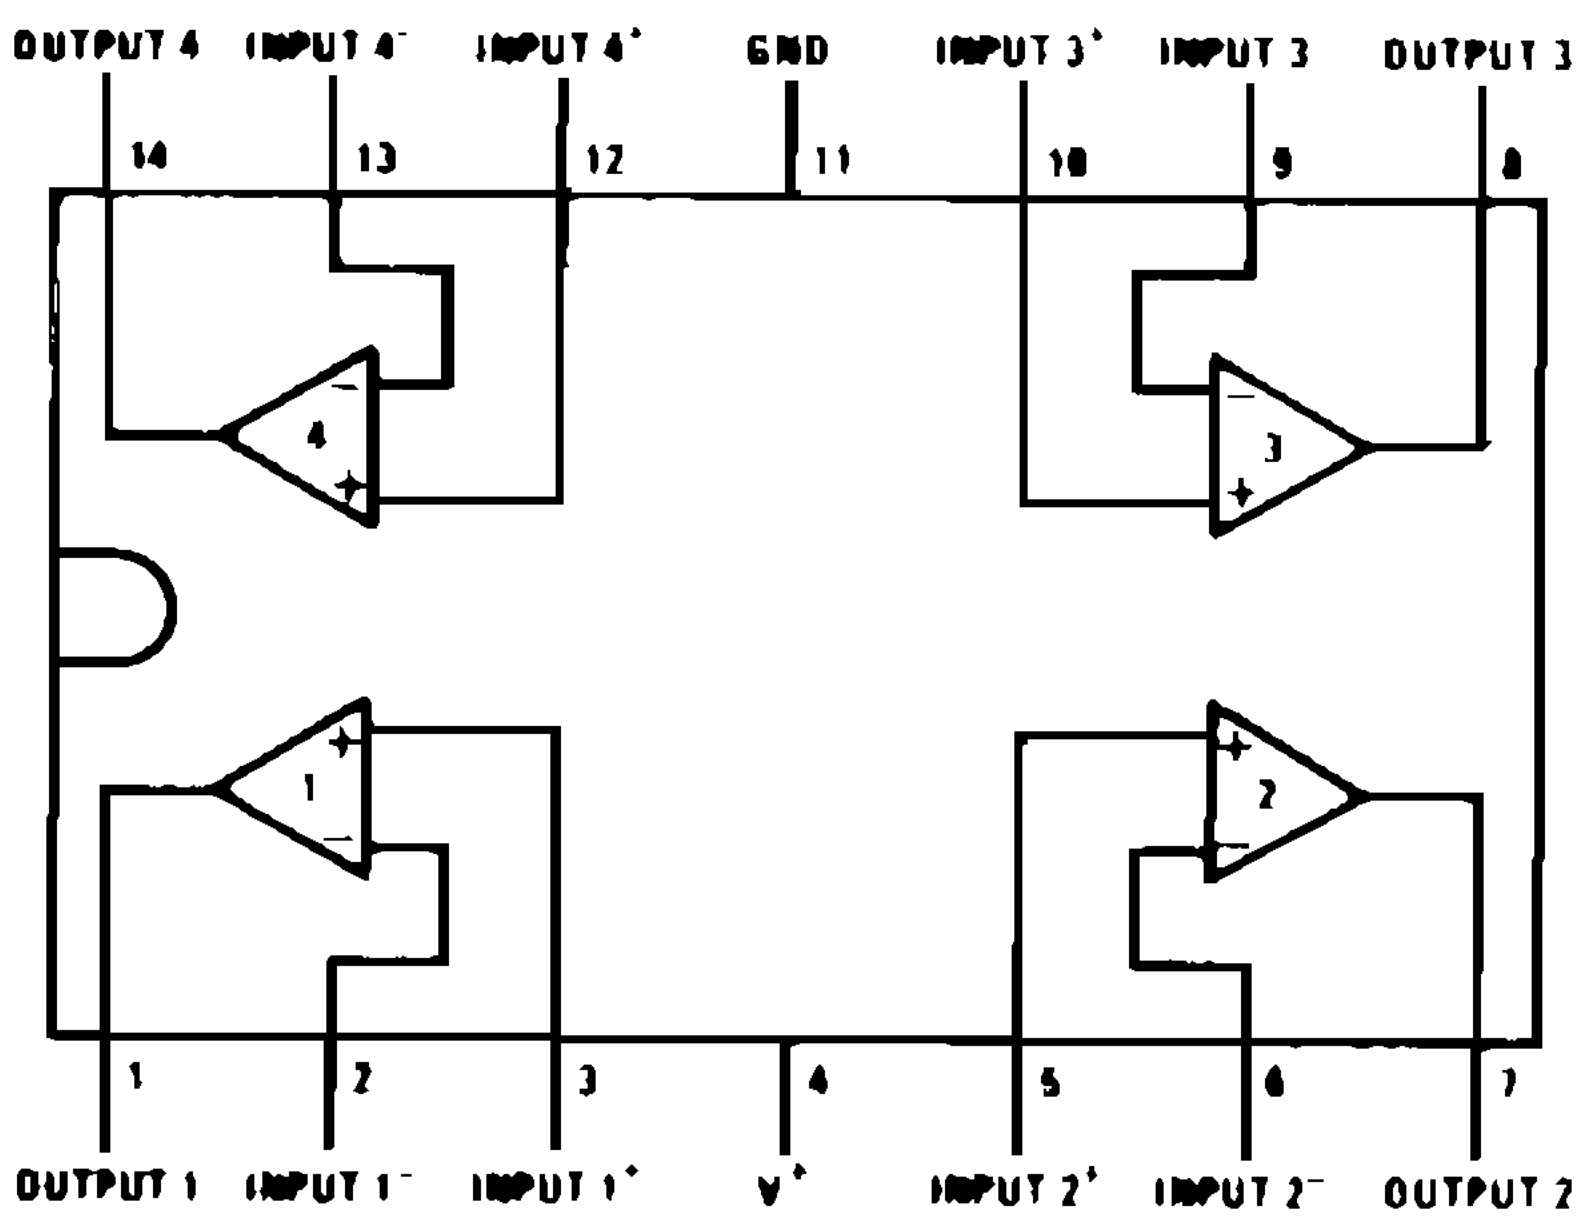 OUTPUT 4 INPUT 4⁻ INPUT 4⁺ GND INPUT 3⁺ INPUT 3 OUTPUT 3
14 13 12 11 10 9 8
− −
4 3
+ +
+ +
1 2
− −
1 2 3 4 5 6 7
OUTPUT 1 INPUT 1⁻ INPUT 1⁺ V⁺ INPUT 2⁺ INPUT 2⁻ OUTPUT 2